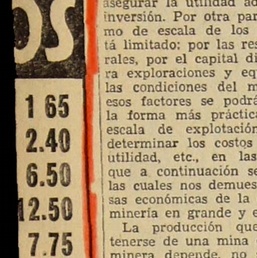 OS
1 65
2.40
6.50
12.50
7.75
asegurar la utilidad
inversión. Por otra
mo de escala de los
tá limitado; por las
rales, por el capital
ra exploraciones y
las condiciones del
esos factores se podrá
la forma más práctica
escala de explotación
determinar los costos
utilidad, etc., en las
que a continuación se
las cuales nos demues
sas económicas de la
minería en grande y e
La producción que
tenerse de una mina
minera depende, no